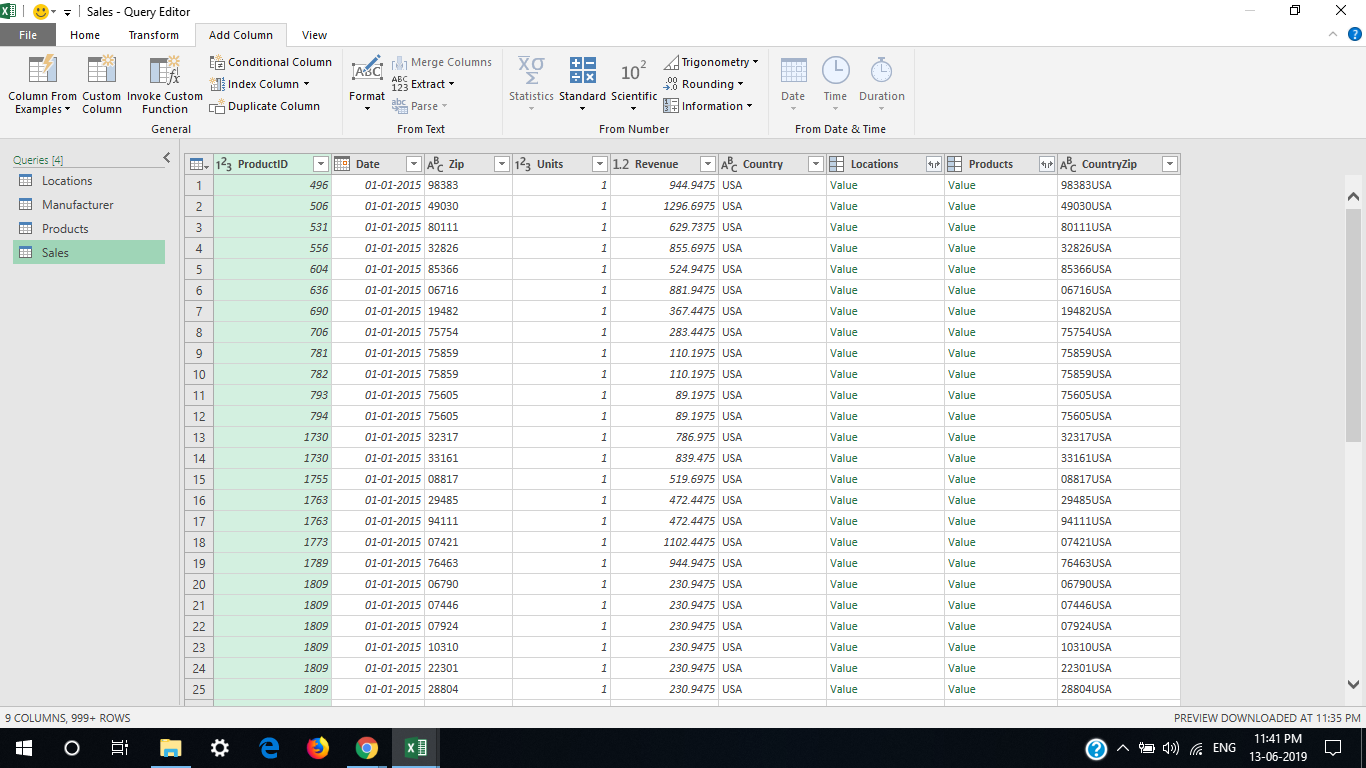 Sales - Query Editor
File Home Transform Add Column View
Column From Examples
Custom Column
Invoke Custom Function
Conditional Column
Index Column
Duplicate Column
General
Format
Merge Columns
ABC 123 Extract
abc Parse
From Text
Statistics
Standard
10² Scientific
Trigonometry
.00 Rounding
Information
From Number
Date
Time
Duration
From Date & Time
Queries [4]
Locations
Manufacturer
Products
Sales
1²3 ProductID Date ABC Zip 1²3 Units 1.2 Revenue ABC Country Locations Products ABC CountryZip
1 496 01-01-2015 98383 1 944.9475 USA Value Value 98383USA
2 506 01-01-2015 49030 1 1296.6975 USA Value Value 49030USA
3 531 01-01-2015 80111 1 629.7375 USA Value Value 80111USA
4 556 01-01-2015 32826 1 855.6975 USA Value Value 32826USA
5 604 01-01-2015 85366 1 524.9475 USA Value Value 85366USA
6 636 01-01-2015 06716 1 881.9475 USA Value Value 06716USA
7 690 01-01-2015 19482 1 367.4475 USA Value Value 19482USA
8 706 01-01-2015 75754 1 283.4475 USA Value Value 75754USA
9 781 01-01-2015 75859 1 110.1975 USA Value Value 75859USA
10 782 01-01-2015 75859 1 110.1975 USA Value Value 75859USA
11 793 01-01-2015 75605 1 89.1975 USA Value Value 75605USA
12 794 01-01-2015 75605 1 89.1975 USA Value Value 75605USA
13 1730 01-01-2015 32317 1 786.975 USA Value Value 32317USA
14 1730 01-01-2015 33161 1 839.475 USA Value Value 33161USA
15 1755 01-01-2015 08817 1 519.6975 USA Value Value 08817USA
16 1763 01-01-2015 29485 1 472.4475 USA Value Value 29485USA
17 1763 01-01-2015 94111 1 472.4475 USA Value Value 94111USA
18 1773 01-01-2015 07421 1 1102.4475 USA Value Value 07421USA
19 1789 01-01-2015 76463 1 944.9475 USA Value Value 76463USA
20 1809 01-01-2015 06790 1 230.9475 USA Value Value 06790USA
21 1809 01-01-2015 07446 1 230.9475 USA Value Value 07446USA
22 1809 01-01-2015 07924 1 230.9475 USA Value Value 07924USA
23 1809 01-01-2015 10310 1 230.9475 USA Value Value 10310USA
24 1809 01-01-2015 22301 1 230.9475 USA Value Value 22301USA
25 1809 01-01-2015 28804 1 230.9475 USA Value Value 28804USA
9 COLUMNS, 999+ ROWS PREVIEW DOWNLOADED AT 11:35 PM
ENG
11:41 PM
13-06-2019